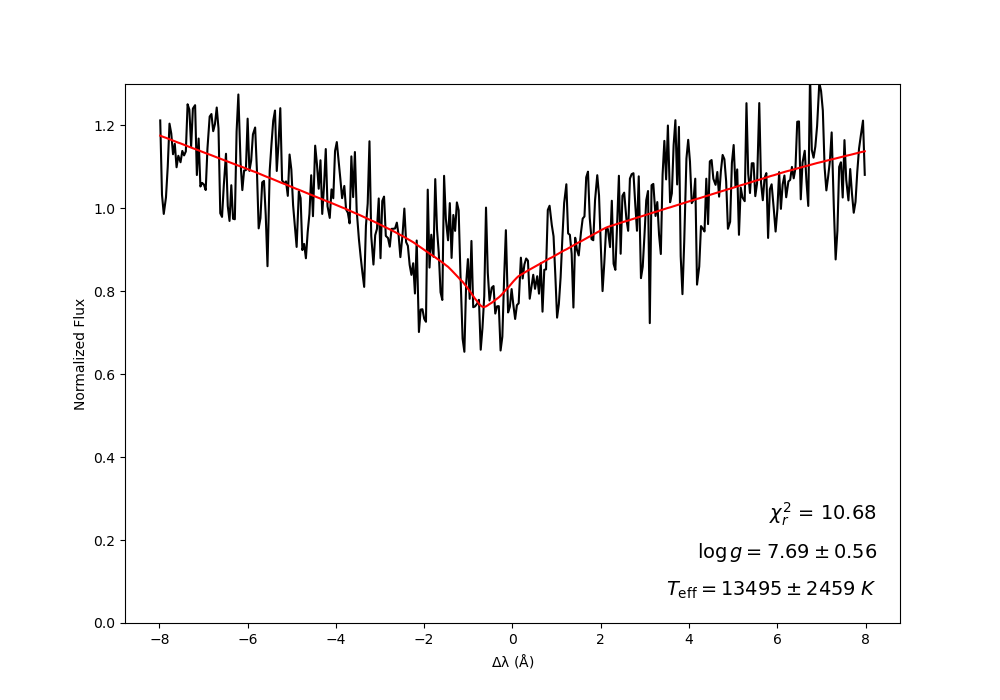 1.2
1.0
0.8
0.6
0.4
0.2
0.0
Normalized Flux
χ²ᵣ = 10.68
log g = 7.69 ± 0.56
T_eff = 13495 ± 2459 K
−8 −6 −4 −2 0 2 4 6 8
Δλ (Å)